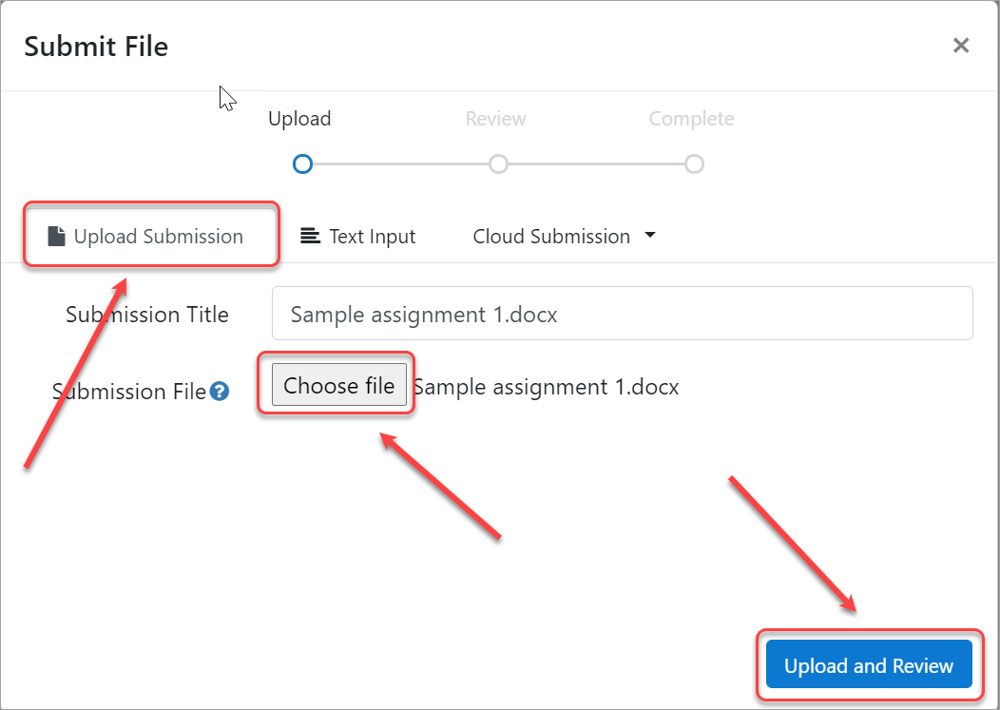 Submit File
Upload Review Complete
Upload Submission Text Input Cloud Submission
Submission Title Sample assignment 1.docx
Submission File Choose file Sample assignment 1.docx
Upload and Review